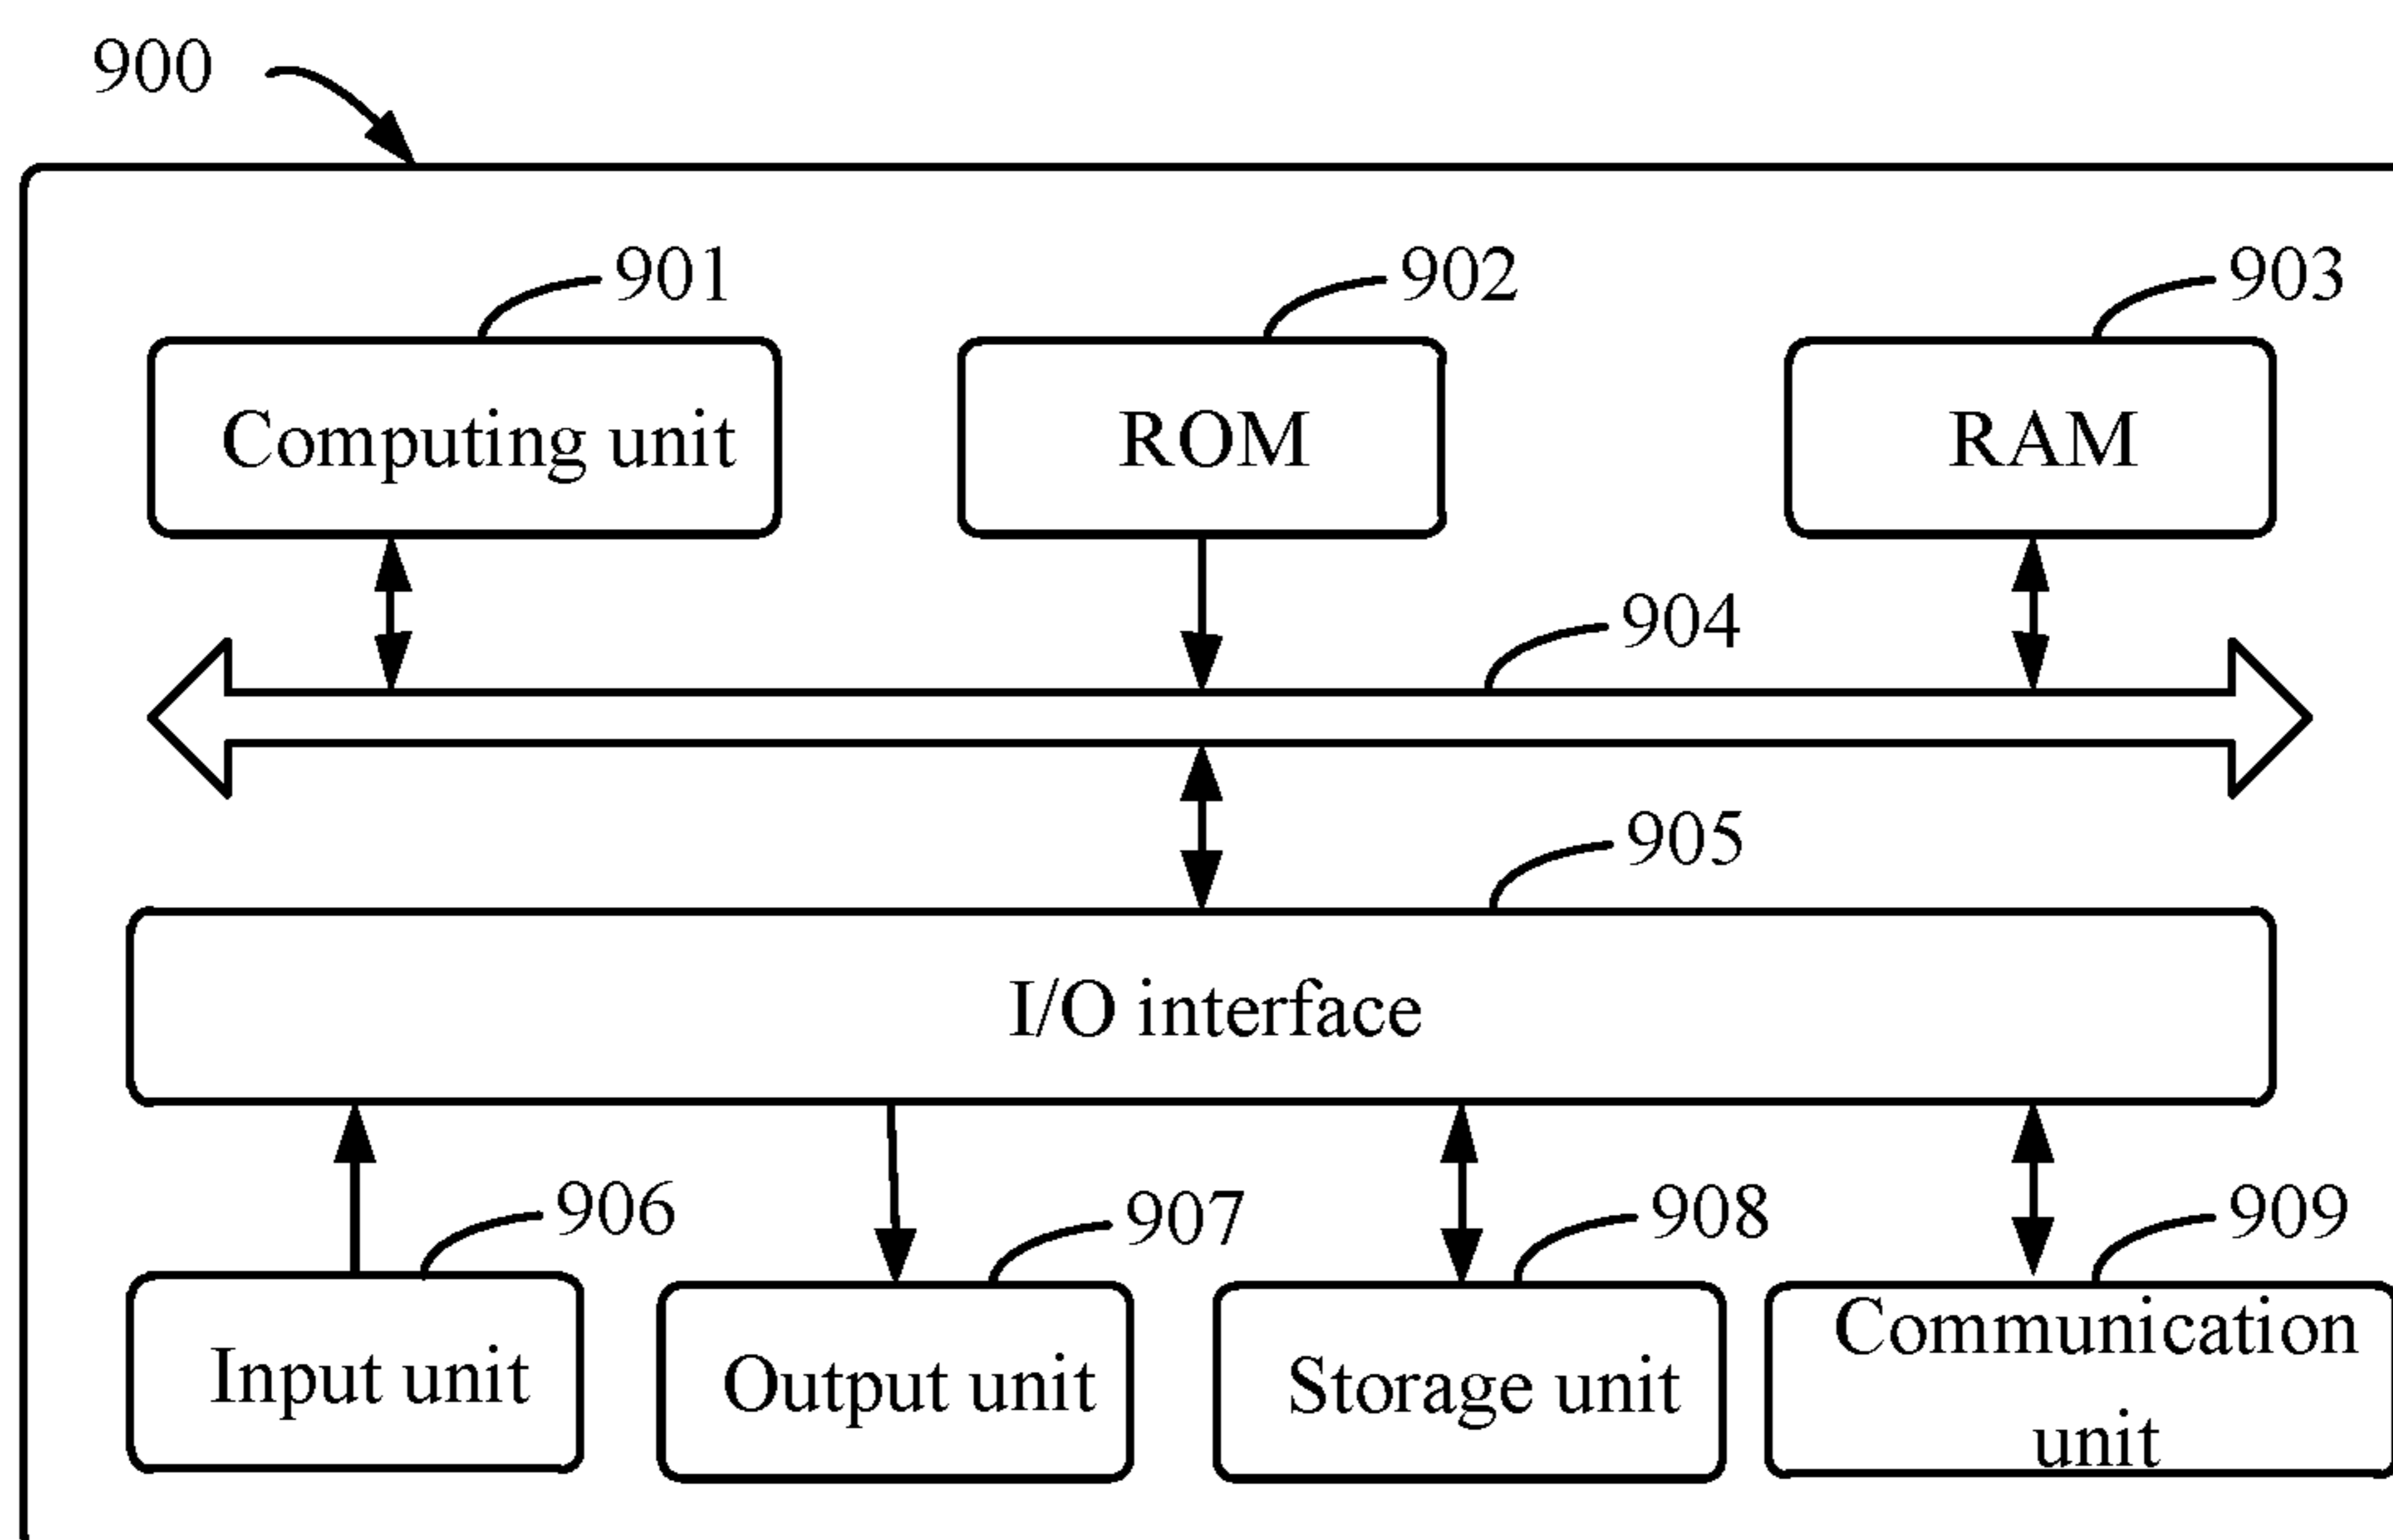 900
901
902
903
Computing unit
ROM
RAM
904
905
I/O interface
906
907
908
909
Input unit
Output unit
Storage unit
Communication
unit